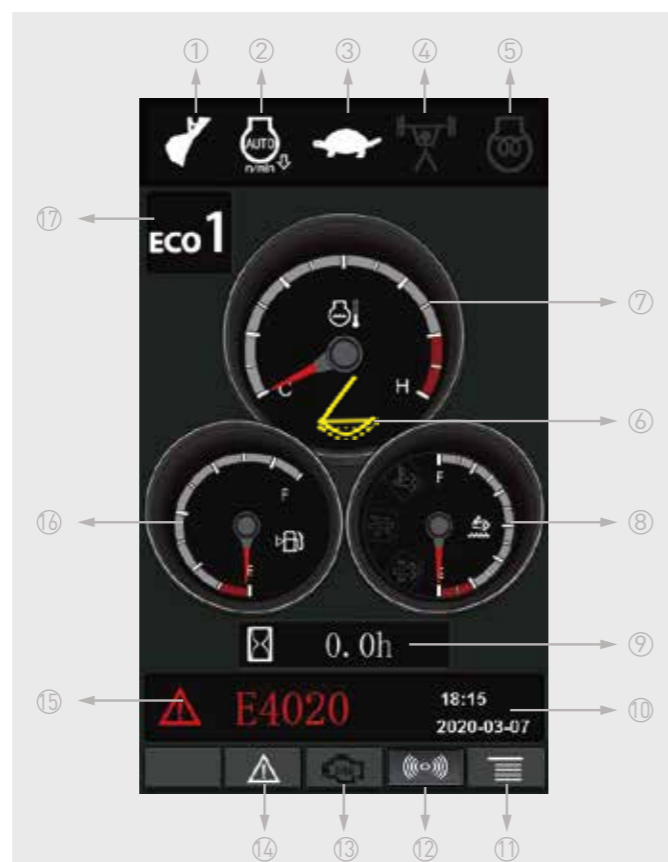 ① ② ③ ④ ⑤
AUTO
n/min
⑰ ECO 1
⑦
C H
⑥
F F
⑯ ⑧
E E
0.0h ⑨
⑮ E4020 18:15 ⑩
2020-03-07
⑭ ⑬ ⑫ ⑪